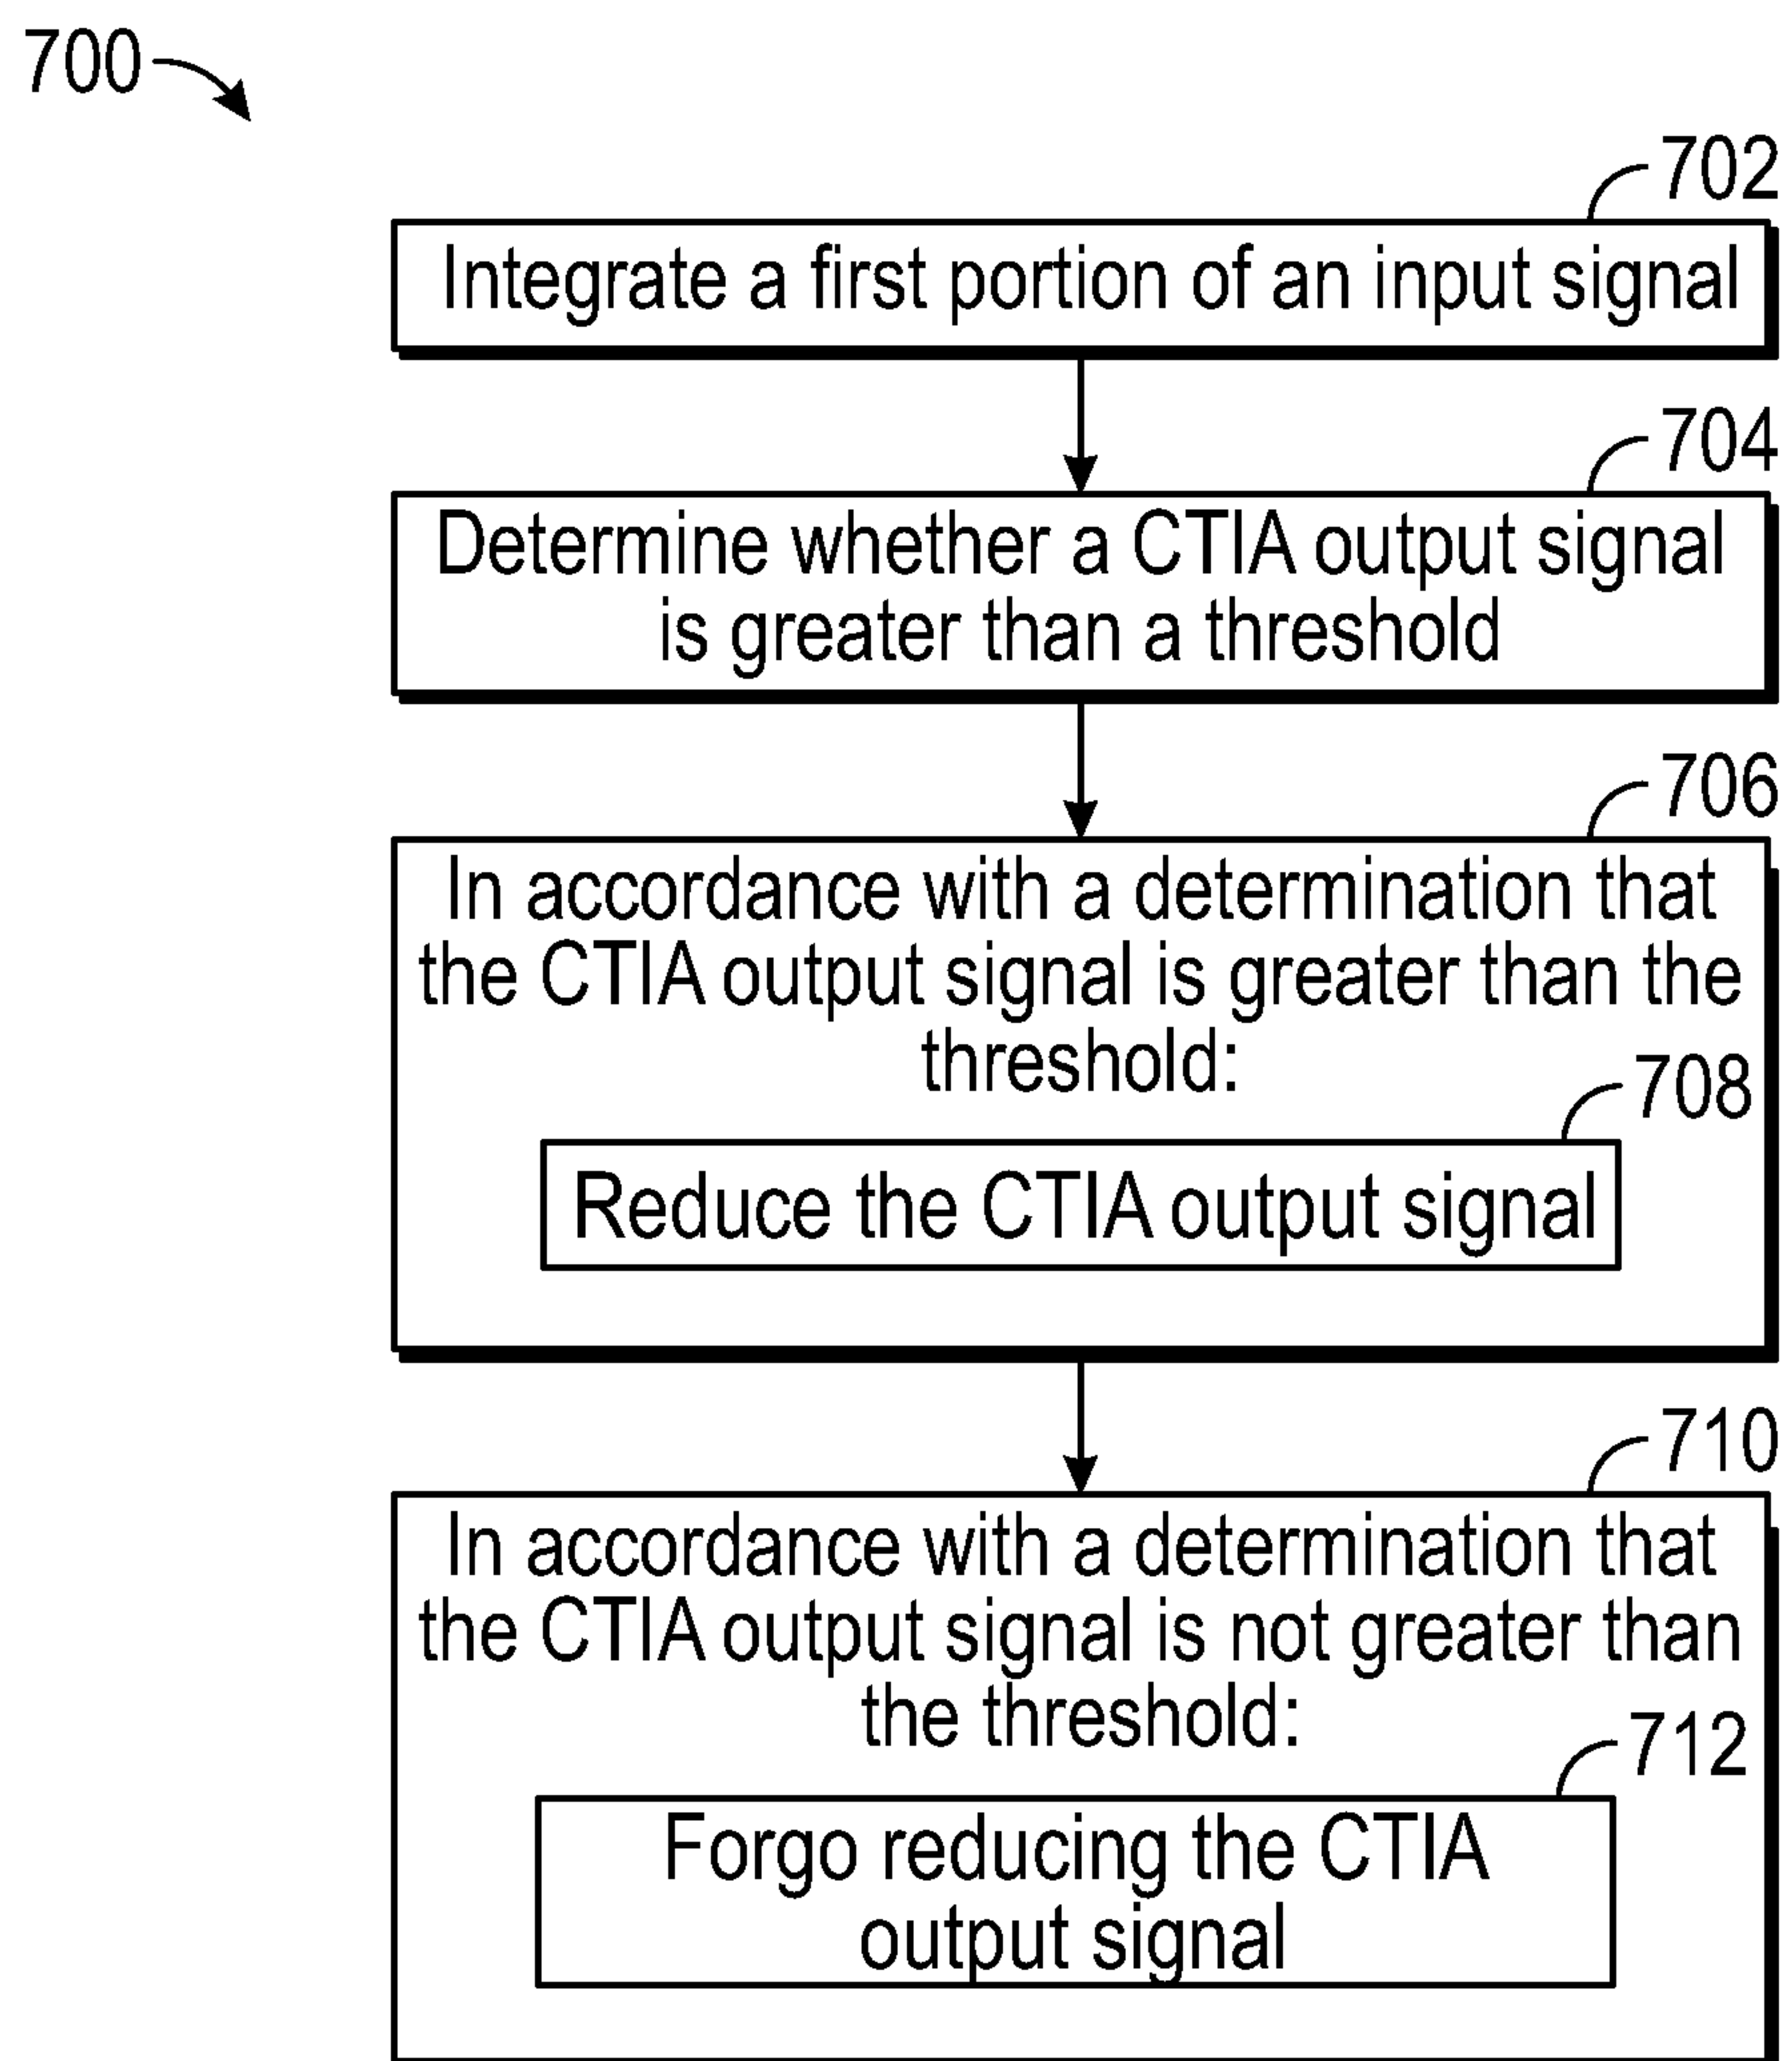 700
702
Integrate a first portion of an input signal
704
Determine whether a CTIA output signal
is greater than a threshold
706
In accordance with a determination that
the CTIA output signal is greater than the
threshold:
708
Reduce the CTIA output signal
710
In accordance with a determination that
the CTIA output signal is not greater than
the threshold:
712
Forgo reducing the CTIA
output signal